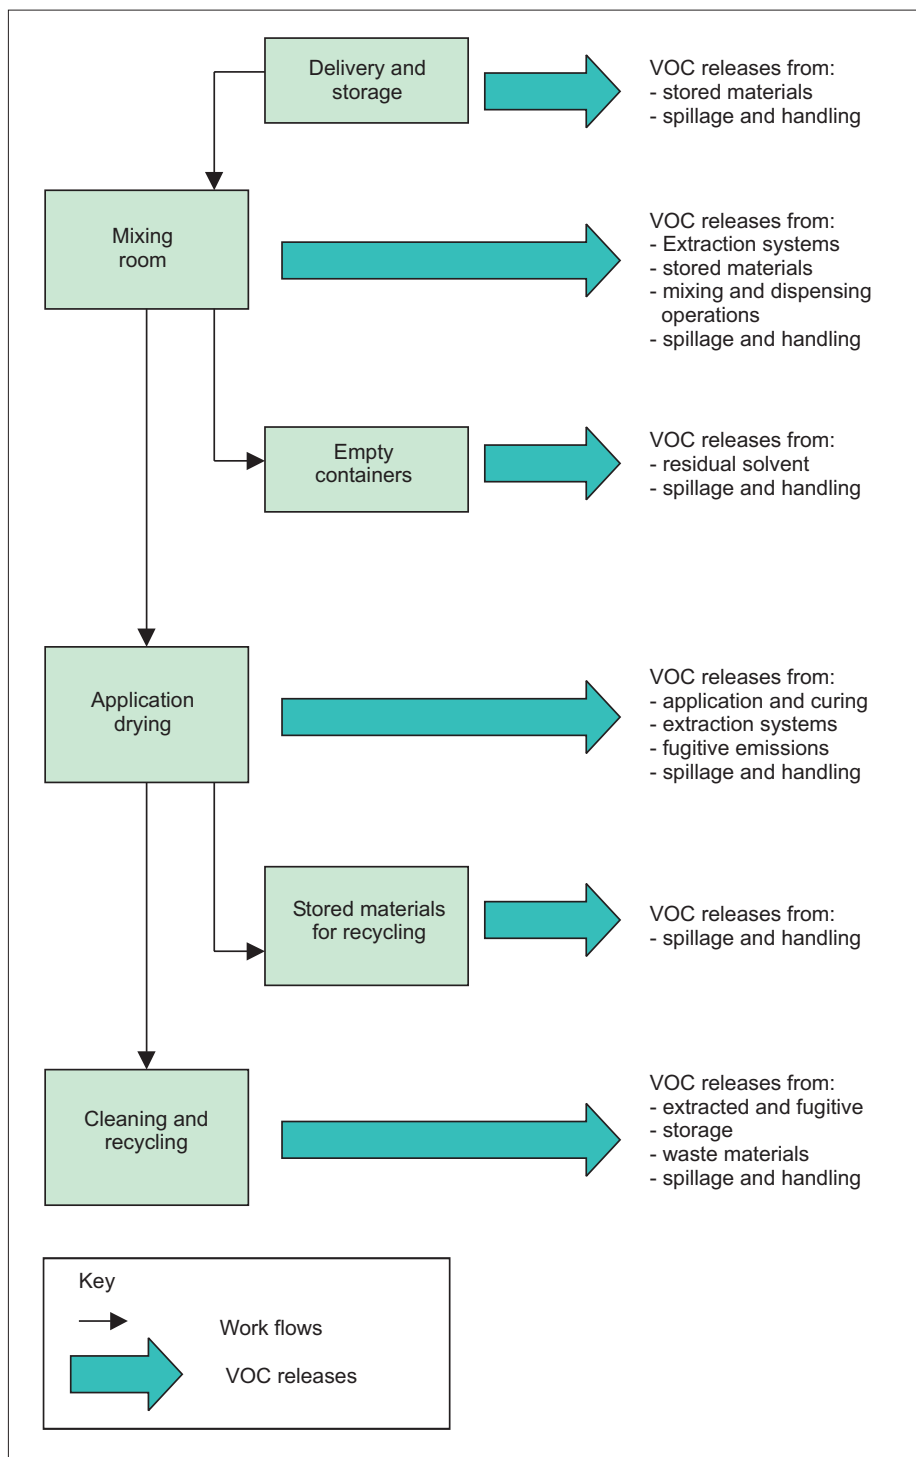 Delivery and
storage
VOC releases from:
- stored materials
- spillage and handling
Mixing
room
VOC releases from:
- Extraction systems
- stored materials
- mixing and dispensing
operations
- spillage and handling
Empty
containers
VOC releases from:
- residual solvent
- spillage and handling
Application
drying
VOC releases from:
- application and curing
- extraction systems
- fugitive emissions
- spillage and handling
Stored materials
for recycling
VOC releases from:
- spillage and handling
Cleaning and
recycling
VOC releases from:
- extracted and fugitive
- storage
- waste materials
- spillage and handling
Key
Work flows
VOC releases